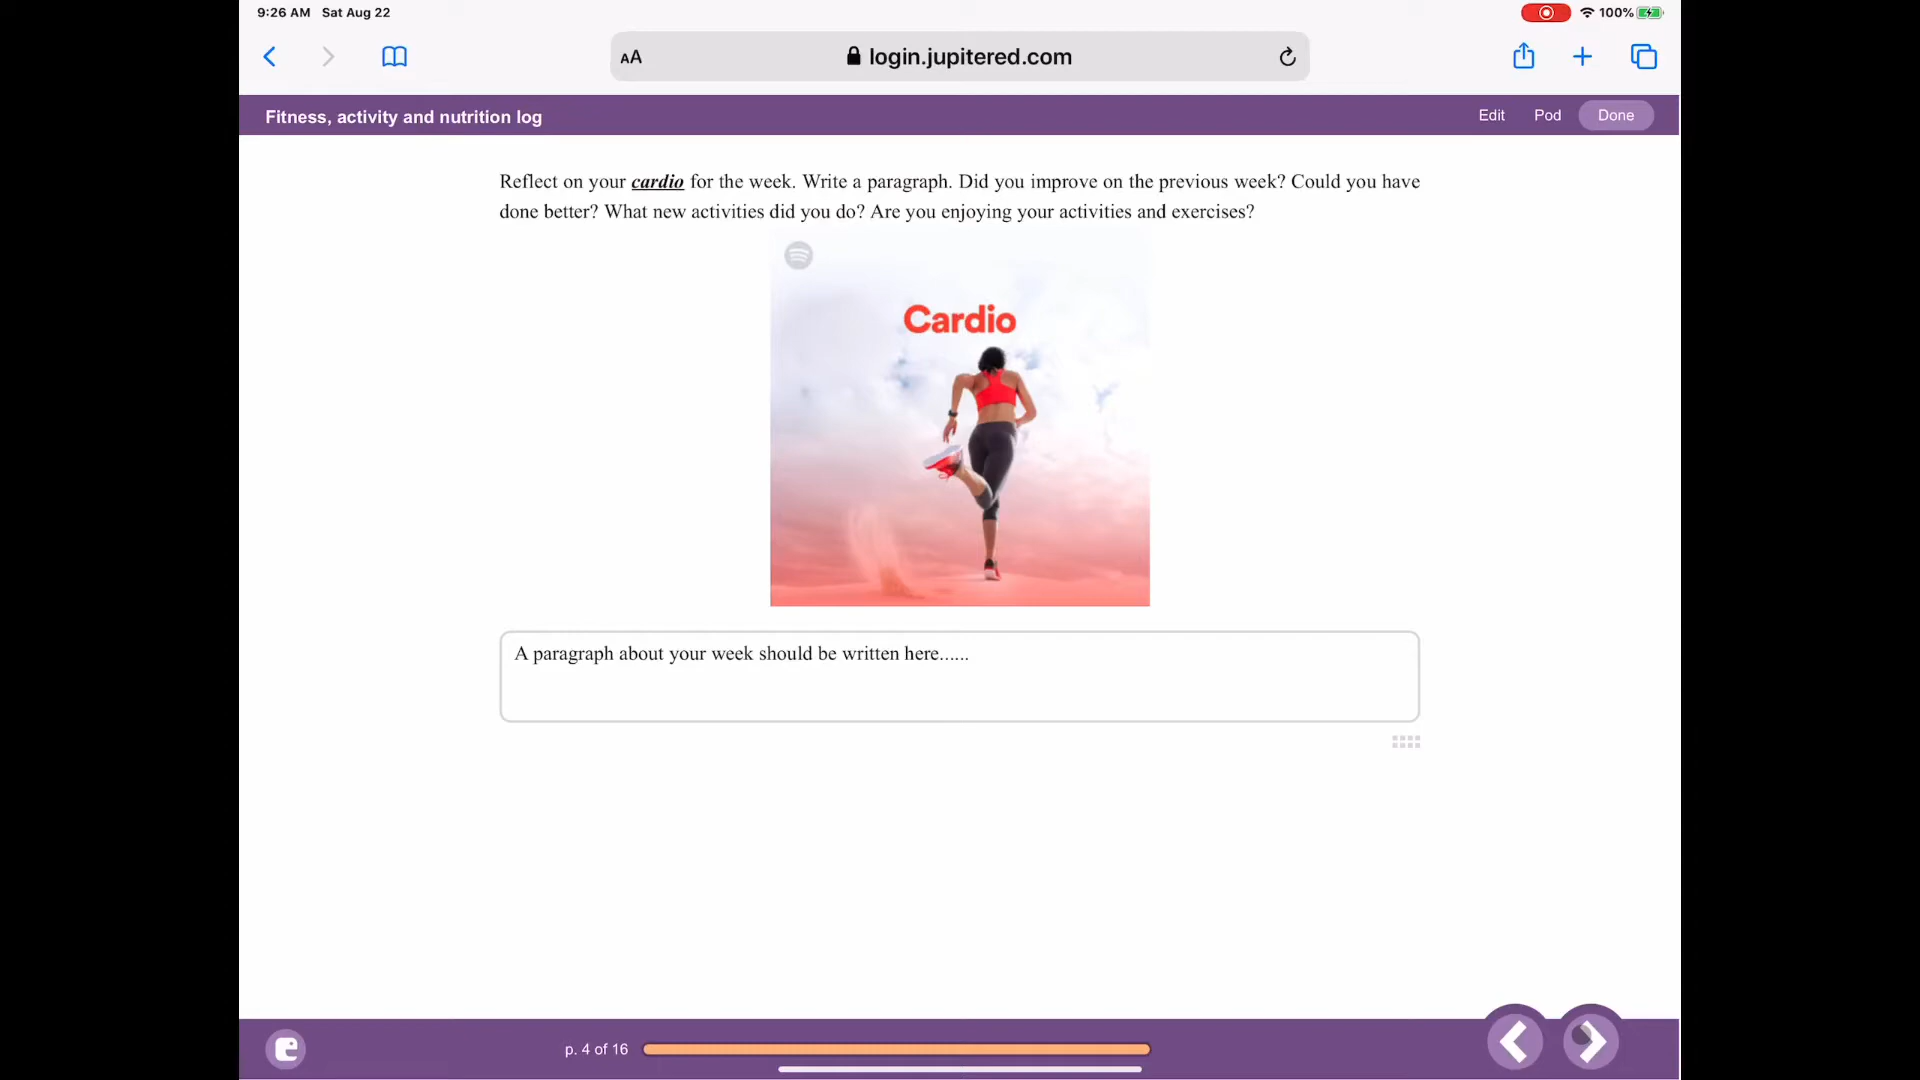 9:26 AM Sat Aug 22
100%
AA
login.jupitered.com
Fitness, activity and nutrition log
Edit
Pod
Done
Reflect on your cardio for the week. Write a paragraph. Did you improve on the previous week? Could you have
done better? What new activities did you do? Are you enjoying your activities and exercises?
Cardio
A paragraph about your week should be written here......
p. 4 of 16